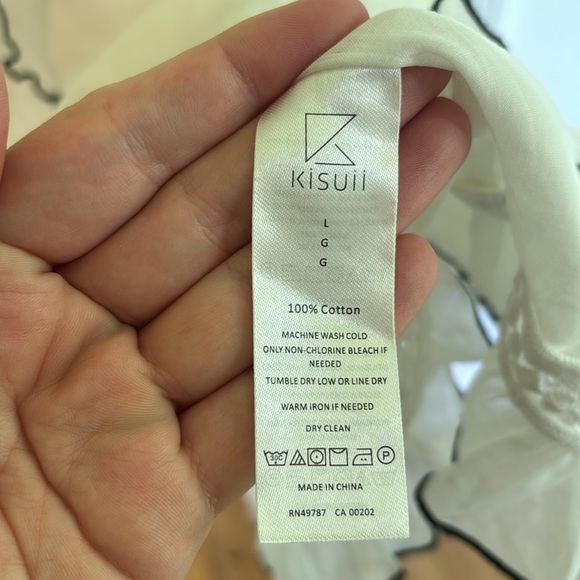 KiSUii
L
G
G
100% Cotton
MACHINE WASH COLD
ONLY NON-CHLORINE BLEACH IF
NEEDED
TUMBLE DRY LOW OR LINE DRY
WARM IRON IF NEEDED
DRY CLEAN
30C
P
MADE IN CHINA
RN49787 CA 00202